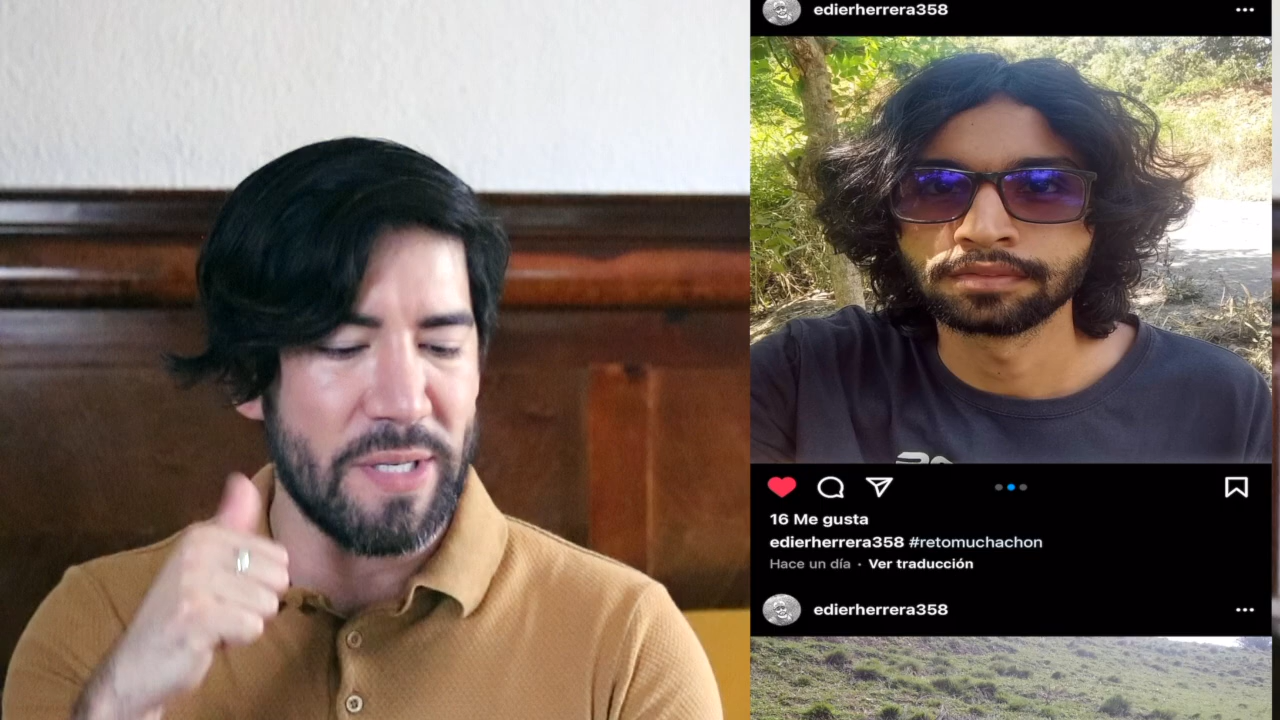 edierherrera358
16 Me gusta
edierherrera358 #retomuchachon
Hace un día · Ver traducción
edierherrera358